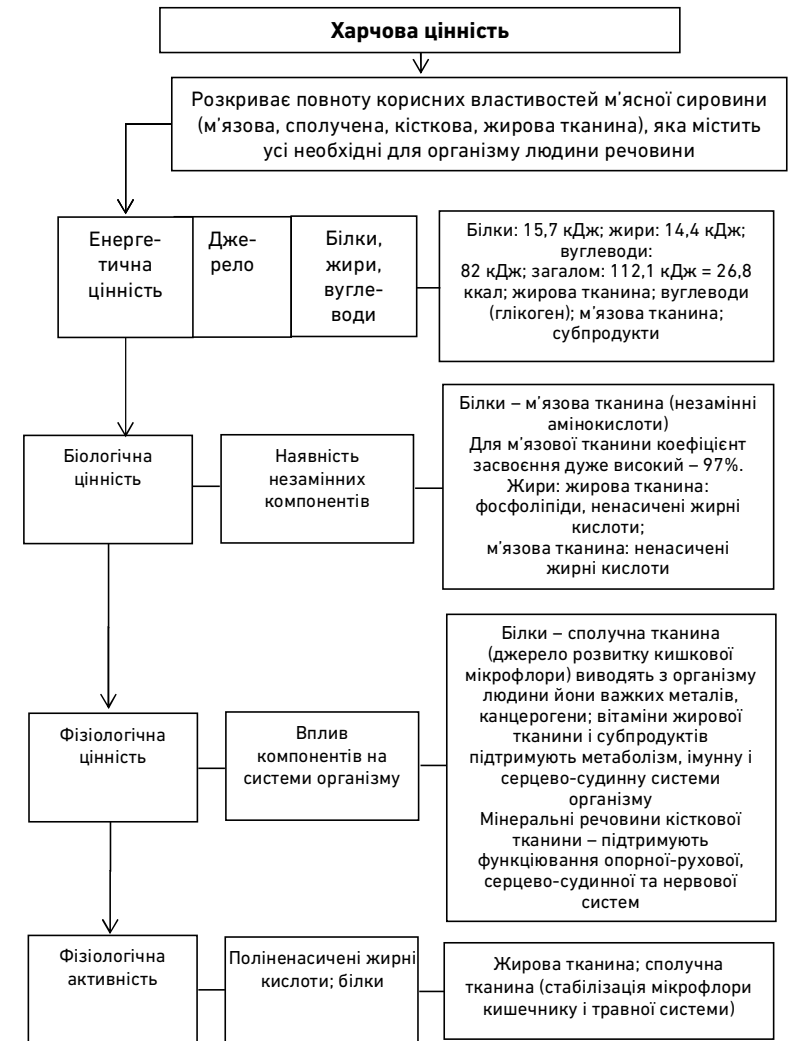 Харчова цінність
Розкриває повноту корисних властивостей м’ясної сировини
(м’язова, сполучена, кісткова, жирова тканина), яка містить
усі необхідні для організму людини речовини
Енерге-
тична
цінність
Дже-
рело
Білки,
жири,
вугле-
води
Білки: 15,7 кДж; жири: 14,4 кДж;
вуглеводи:
82 кДж; загалом: 112,1 кДж = 26,8
ккал; жирова тканина; вуглеводи
(глікоген); м’язова тканина;
субпродукти
Біологічна
цінність
Наявність
незамінних
компонентів
Білки – м’язова тканина (незамінні
амінокислоти)
Для м’язової тканини коефіцієнт
засвоєння дуже високий – 97%.
Жири: жирова тканина:
фосфоліпіди, ненасичені жирні
кислоти;
м’язова тканина: ненасичені
жирні кислоти
Фізіологічна
цінність
Вплив
компонентів на
системи організму
Білки – сполучна тканина
(джерело розвитку кишкової
мікрофлори) виводять з організму
людини йони важких металів,
канцерогени; вітаміни жирової
тканини і субпродуктів
підтримують метаболізм, імунну і
серцево-судинну системи
організму
Мінеральні речовини кісткової
тканини – підтримують
функціювання опорної-рухової,
серцево-судинної та нервової
систем
Фізіологічна
активність
Поліненасичені жирні
кислоти; білки
Жирова тканина; сполучна
тканина (стабілізація мікрофлори
кишечнику і травної системи)